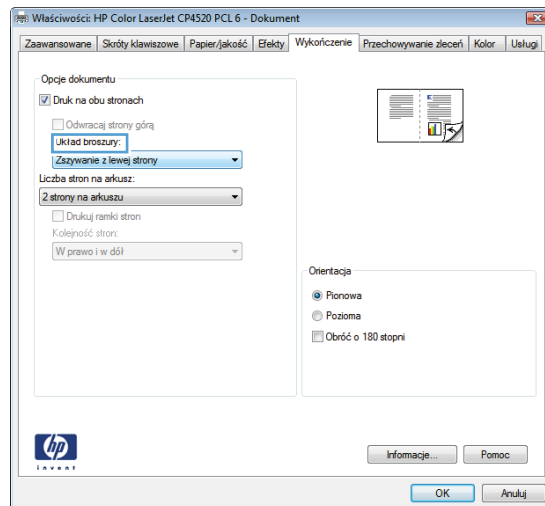 Właściwości: HP Color LaserJet CP4520 PCL 6 - Dokument
Zaawansowane Skróty klawiszowe Papier/jakość Efekty Wykończenie Przechowywanie zleceń Kolor Usługi
Opcje dokumentu
Druk na obu stronach
Odwracaj strony górą
Układ broszury:
Zszywanie z lewej strony
Liczba stron na arkusz:
2 strony na arkuszu
Drukuj ramki stron
Kolejność stron:
W prawo i w dół
Orientacja
Pionowa
Pozioma
Obróć o 180 stopni
hp
invent
Informacje... Pomoc
OK Anuluj